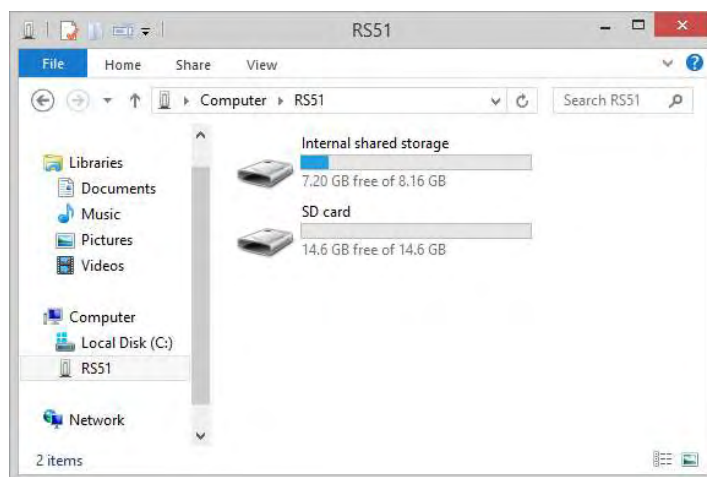 RS51
File Home Share View
Computer RS51 Search RS51
Libraries
Documents
Music
Pictures
Videos
Computer
Local Disk (C:)
RS51
Network
Internal shared storage
7.20 GB free of 8.16 GB
SD card
14.6 GB free of 14.6 GB
2 items